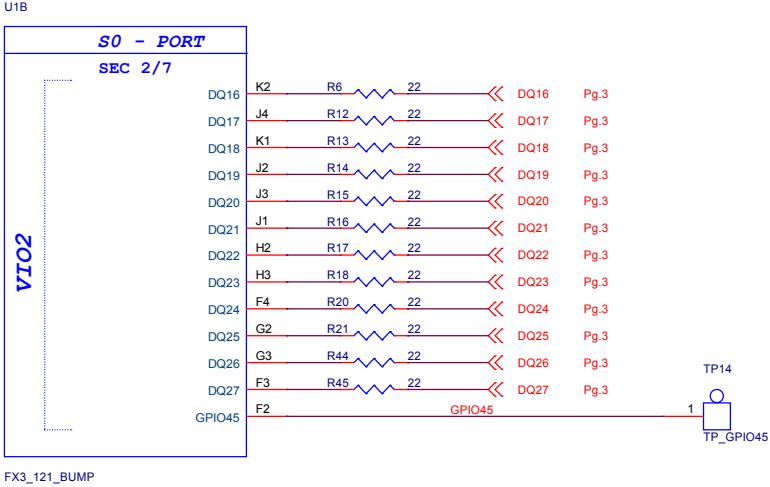 U1B
S0 - PORT
SEC 2/7
VIO2
DQ16 K2 R6 22 DQ16 Pg.3
DQ17 J4 R12 22 DQ17 Pg.3
DQ18 K1 R13 22 DQ18 Pg.3
DQ19 J2 R14 22 DQ19 Pg.3
DQ20 J3 R15 22 DQ20 Pg.3
DQ21 J1 R16 22 DQ21 Pg.3
DQ22 H2 R17 22 DQ22 Pg.3
DQ23 H3 R18 22 DQ23 Pg.3
DQ24 F4 R20 22 DQ24 Pg.3
DQ25 G2 R21 22 DQ25 Pg.3
DQ26 G3 R44 22 DQ26 Pg.3
DQ27 F3 R45 22 DQ27 Pg.3
TP14
GPIO45 F2 GPIO45 1
TP_GPIO45
FX3_121_BUMP